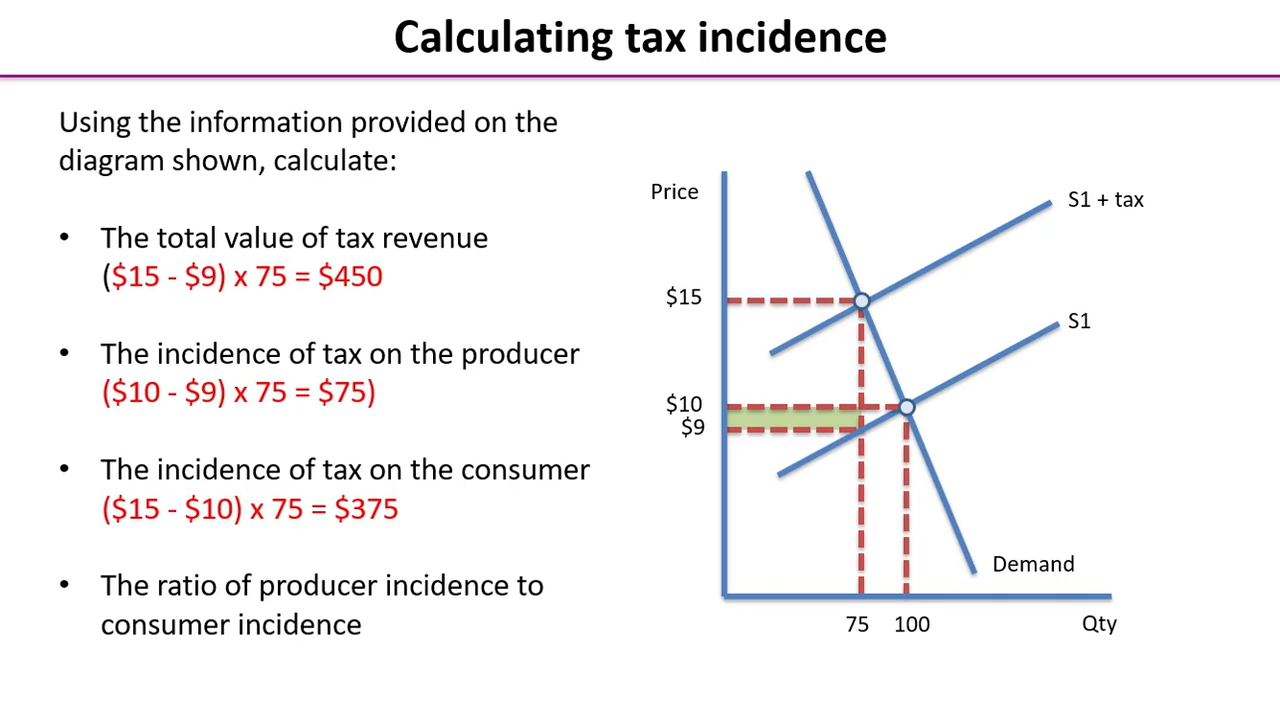 Calculating tax incidence
Using the information provided on the
diagram shown, calculate:
• The total value of tax revenue
($15 - $9) x 75 = $450
• The incidence of tax on the producer
($10 - $9) x 75 = $75)
• The incidence of tax on the consumer
($15 - $10) x 75 = $375
• The ratio of producer incidence to
consumer incidence
Price
S1 + tax
$15
S1
$10
$9
Demand
75 100 Qty